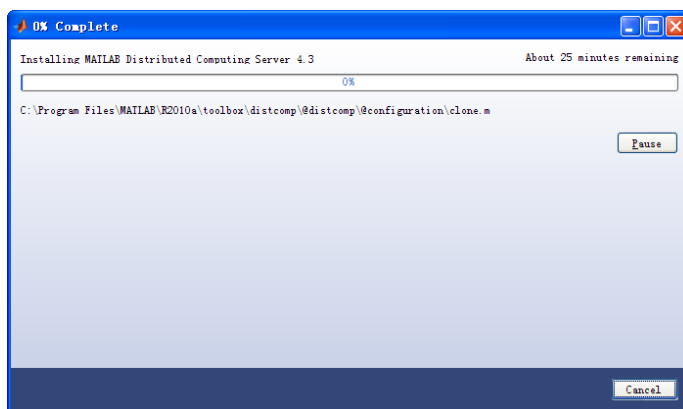 0% Complete
Installing MATLAB Distributed Computing Server 4.3
About 25 minutes remaining
0%
C:\Program Files\MATLAB\R2010a\toolbox\distcomp\@distcomp\@configuration\clone.m
Pause
Cancel